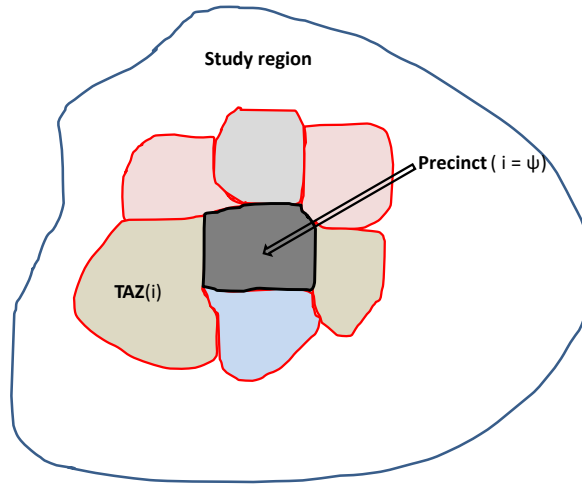 Study region
Precinct ( i = ψ)
TAZ(i)